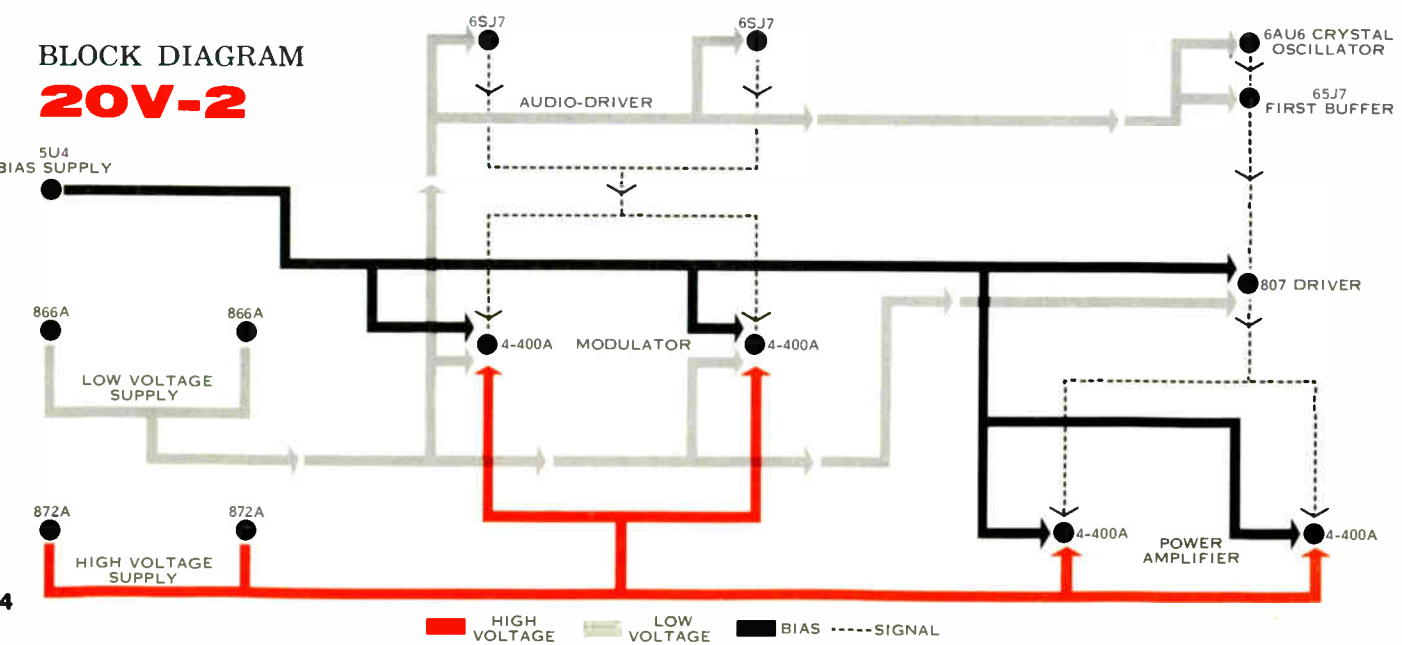 BLOCK DIAGRAM
20V-2
6SJ7
6SJ7
6AU6 CRYSTAL
OSCILLATOR
AUDIO-DRIVER
65J7
FIRST BUFFER
5U4
BIAS SUPPLY
807 DRIVER
866A
866A
4-400A
MODULATOR
4-400A
LOW VOLTAGE
SUPPLY
872A
872A
4-400A
POWER
AMPLIFIER
4-400A
HIGH VOLTAGE
SUPPLY
4
HIGH
VOLTAGE
LOW
VOLTAGE
BIAS
SIGNAL